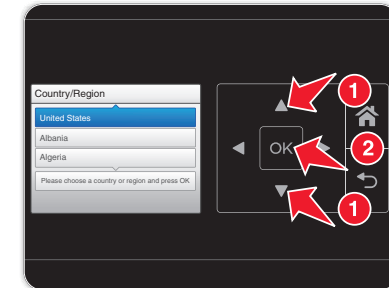 Country/Region
United States
Albania
Algeria
Please choose a country or region and press OK
1
OK
2
1